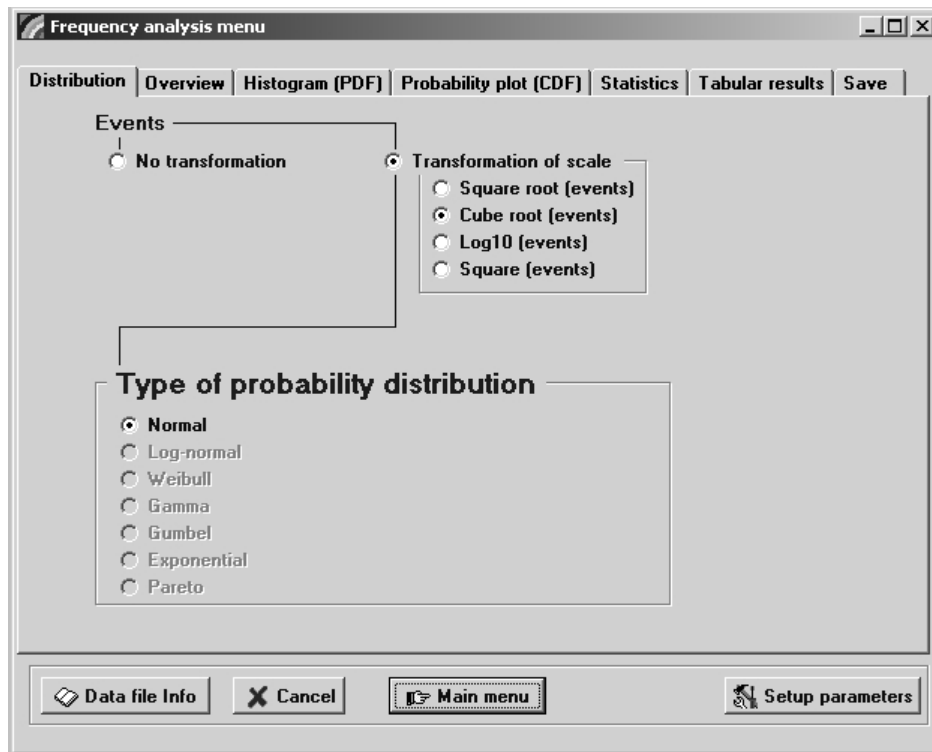 Frequency analysis menu
Distribution Overview Histogram (PDF) Probability plot (CDF) Statistics Tabular results Save
Events
No transformation Transformation of scale
Square root (events)
Cube root (events)
Log10 (events)
Square (events)
Type of probability distribution
Normal
Log-normal
Weibull
Gamma
Gumbel
Exponential
Pareto
Data file Info Cancel Main menu Setup parameters